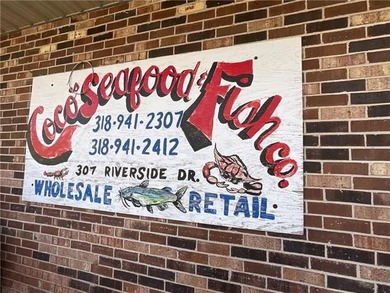 Coco's Seafood & Fish Co.
318-941-2307
318-941-2412
307 RIVERSIDE DR.
WHOLESALE RETAIL